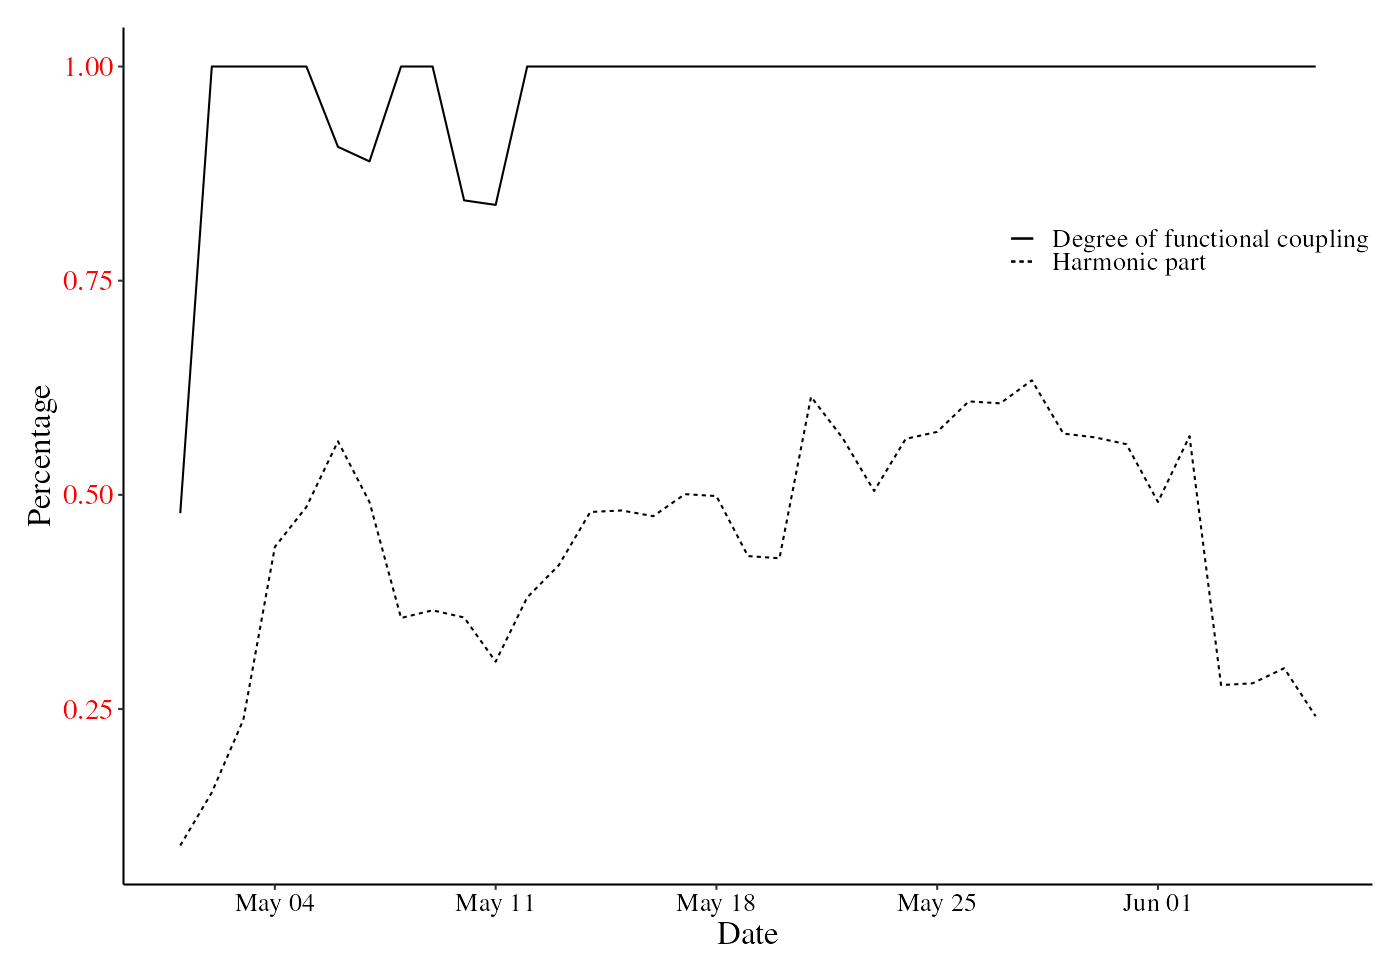 1.00
0.75
0.50
0.25
Percentage
Degree of functional coupling
Harmonic part
May 04
May 11
May 18
May 25
Jun 01
Date